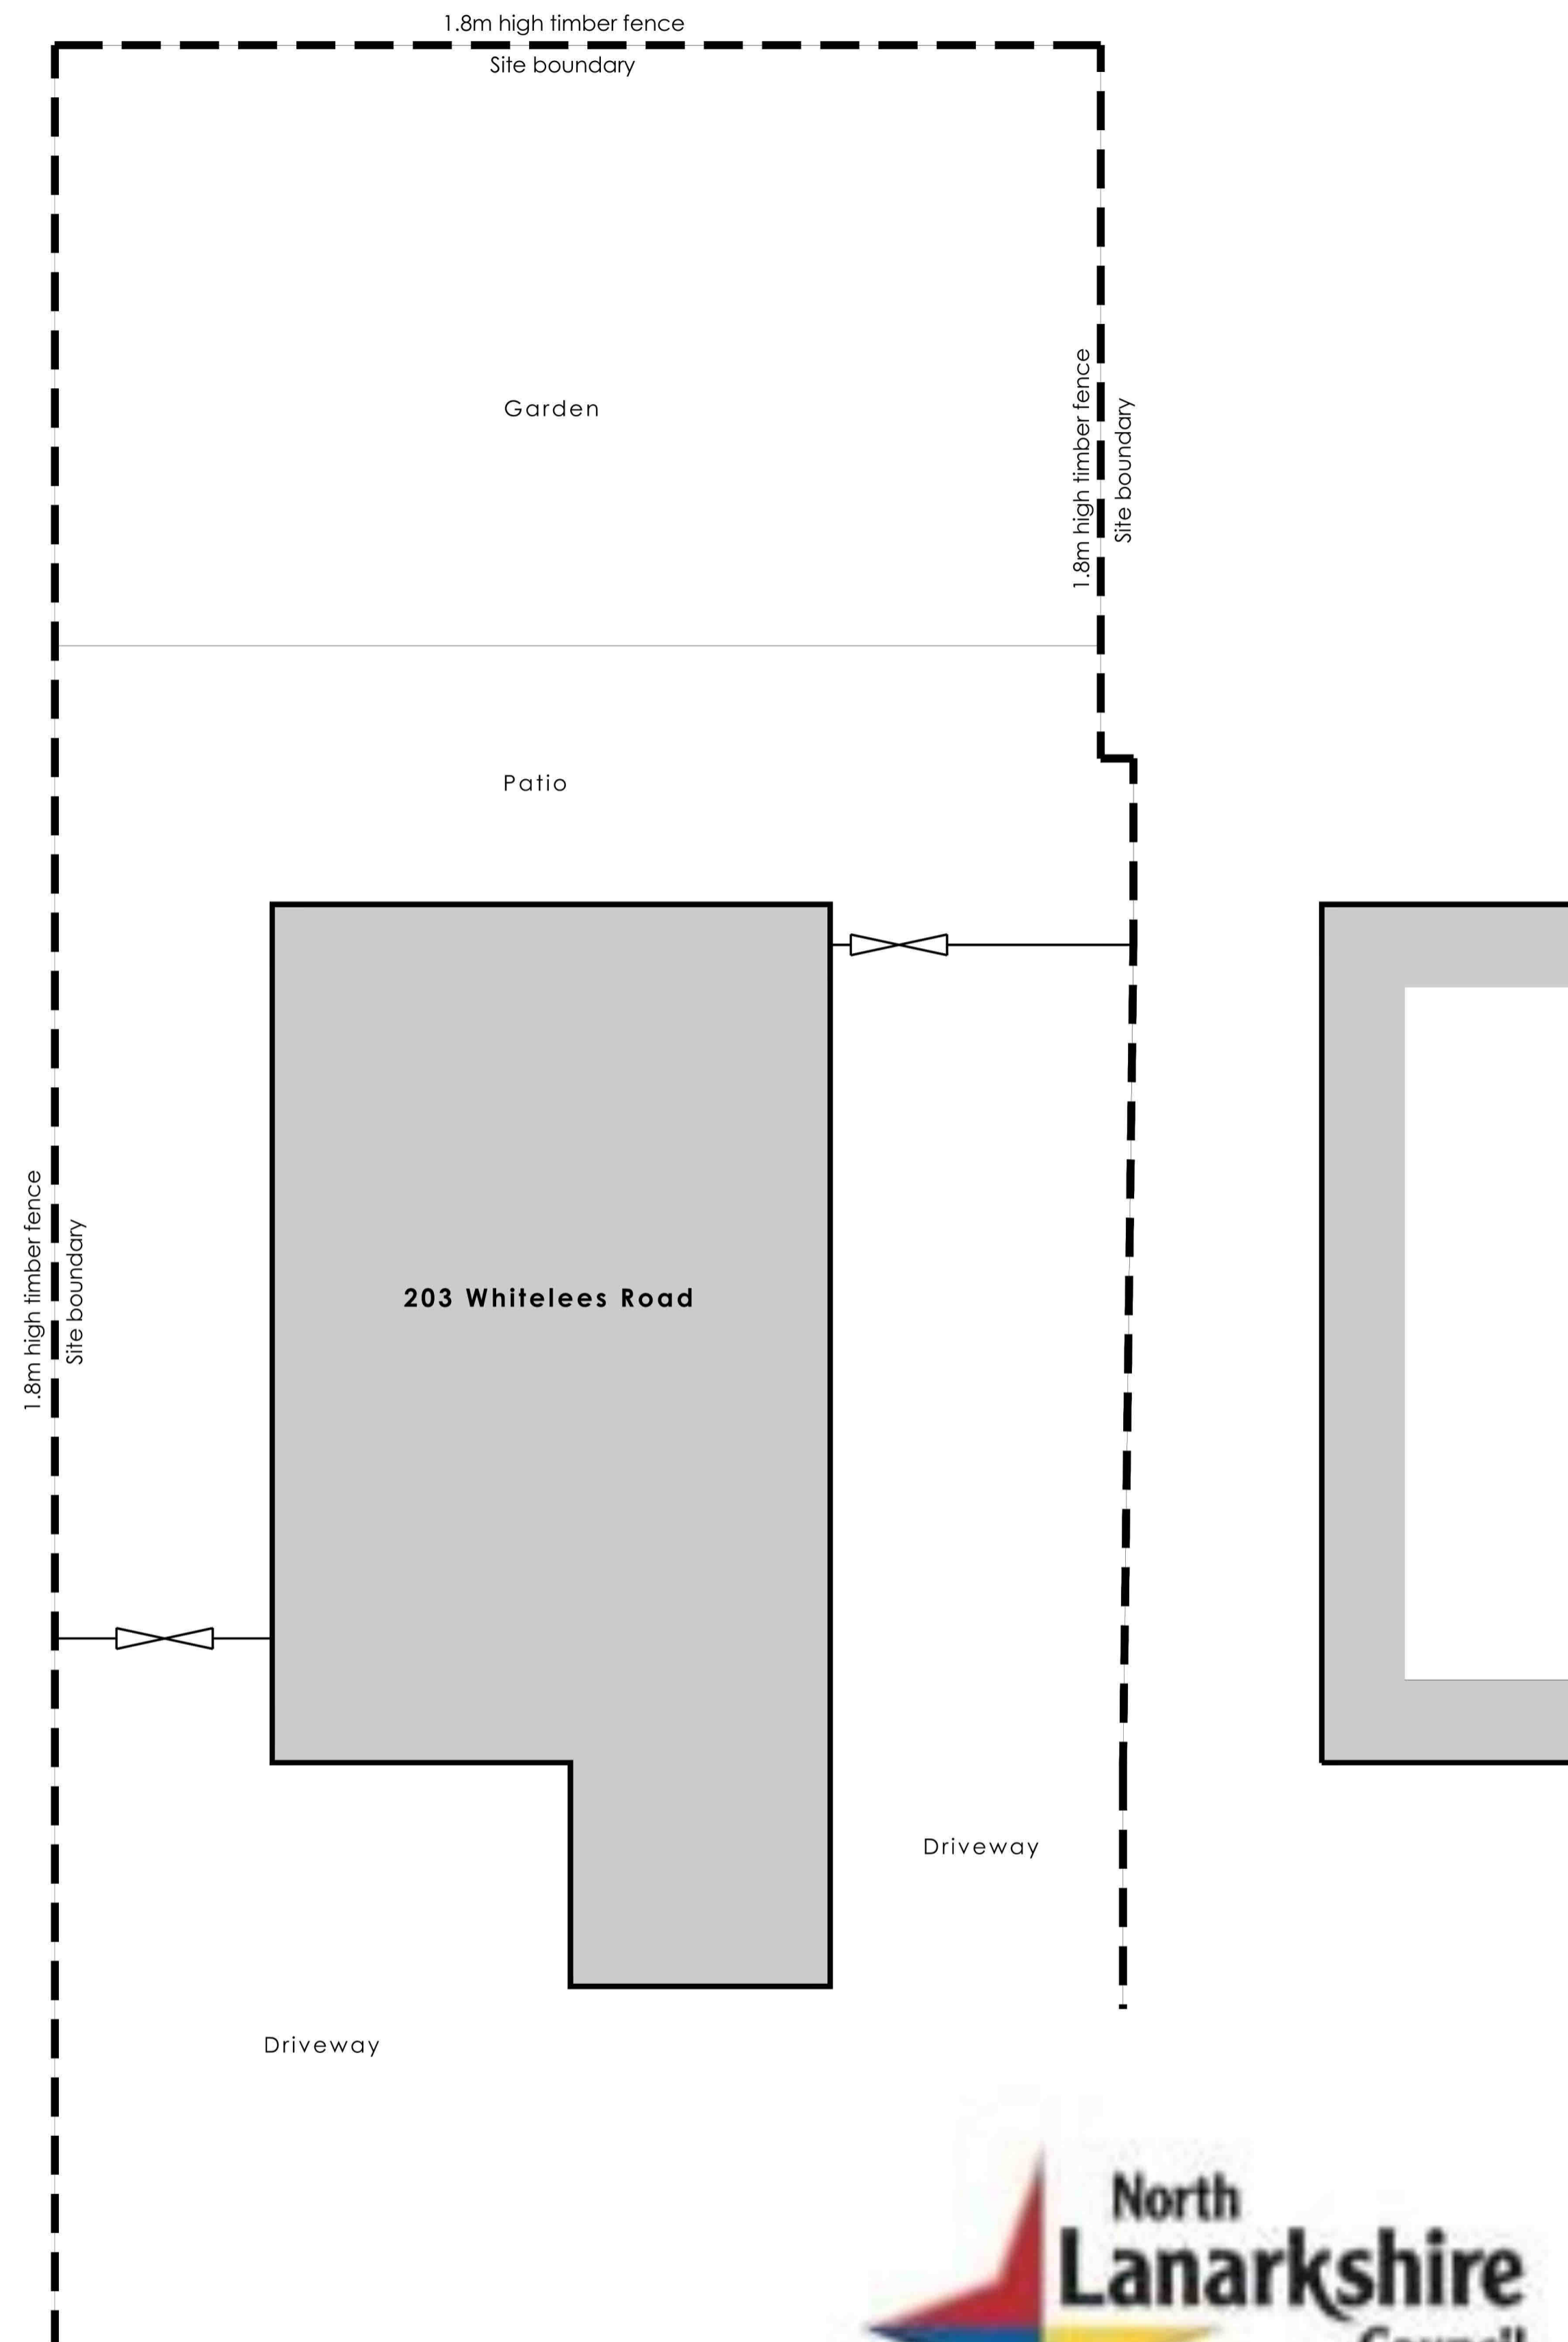 1.8m high timber fence
Site boundary
Garden
1.8m high timber fence
Site boundary
Patio
1.8m high timber fence
Site boundary
203 Whitelees Road
Driveway
Driveway
North
Lanarkshire
Council